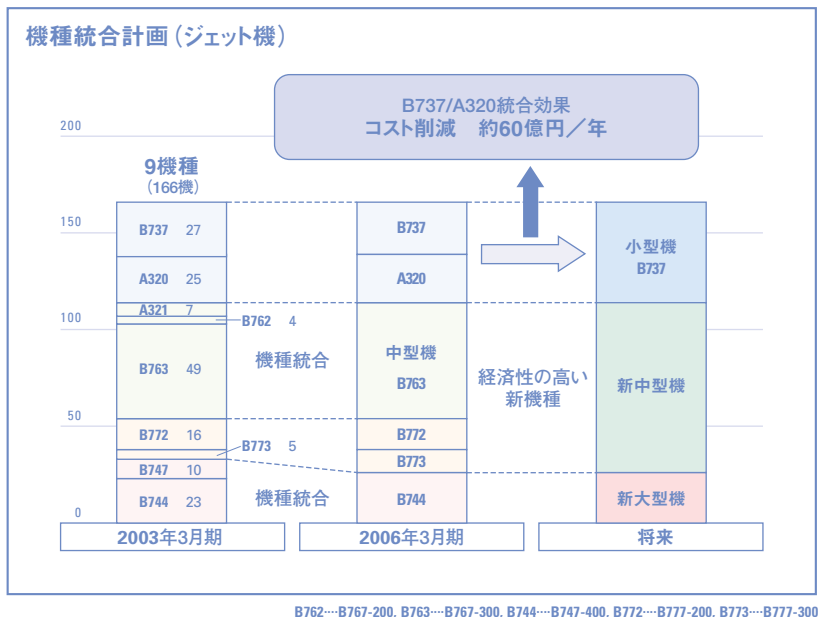 機種統合計画（ジェット機）
B737/A320統合効果
コスト削減　約60億円／年
200
150
100
50
0
9機種
（166機）
B737 27
A320 25
A321 7
B762 4
B763 49
B772 16
B773 5
B747 10
B744 23
機種統合
機種統合
B737
A320
中型機
B763
B772
B773
B744
経済性の高い
新機種
小型機
B737
新中型機
新大型機
2003年3月期
2006年3月期
将来
B762····B767-200, B763····B767-300, B744····B747-400, B772····B777-200, B773····B777-300